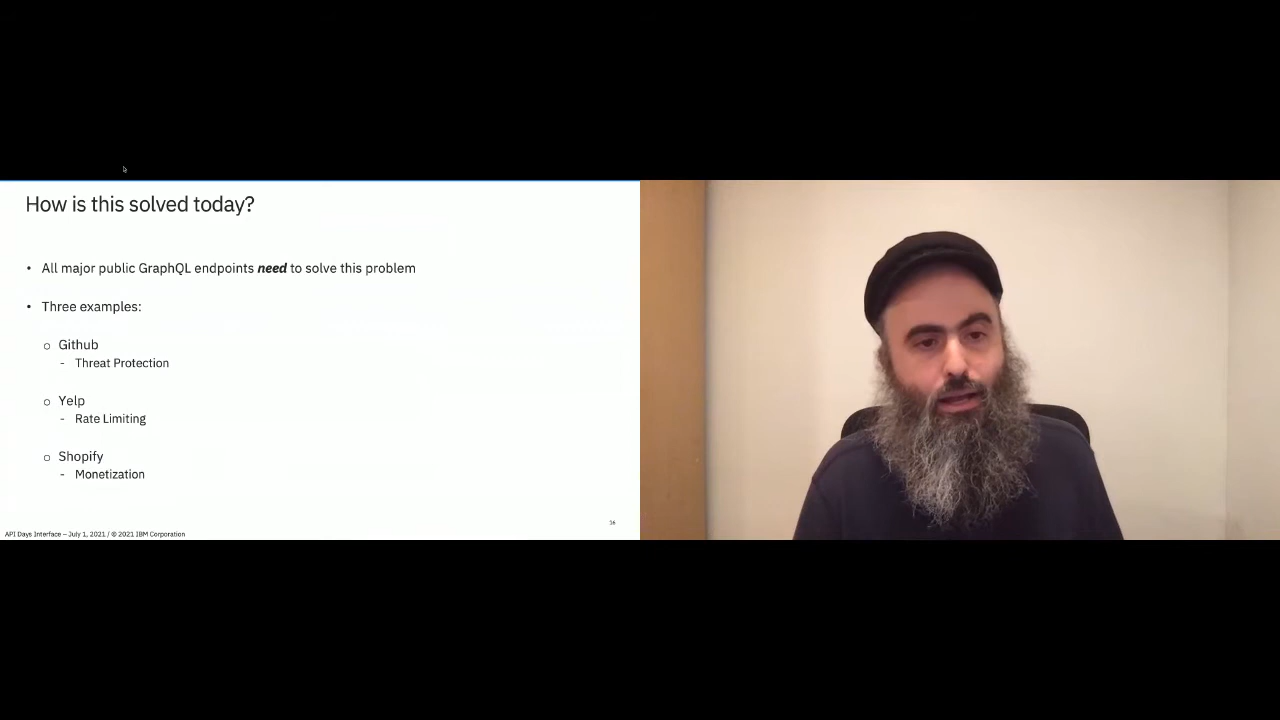 How is this solved today?
• All major public GraphQL endpoints need to solve this problem
• Three examples:
○ Github
- Threat Protection
○ Yelp
- Rate Limiting
○ Shopify
- Monetization
16
API Days Interface – July 1, 2021 / © 2021 IBM Corporation